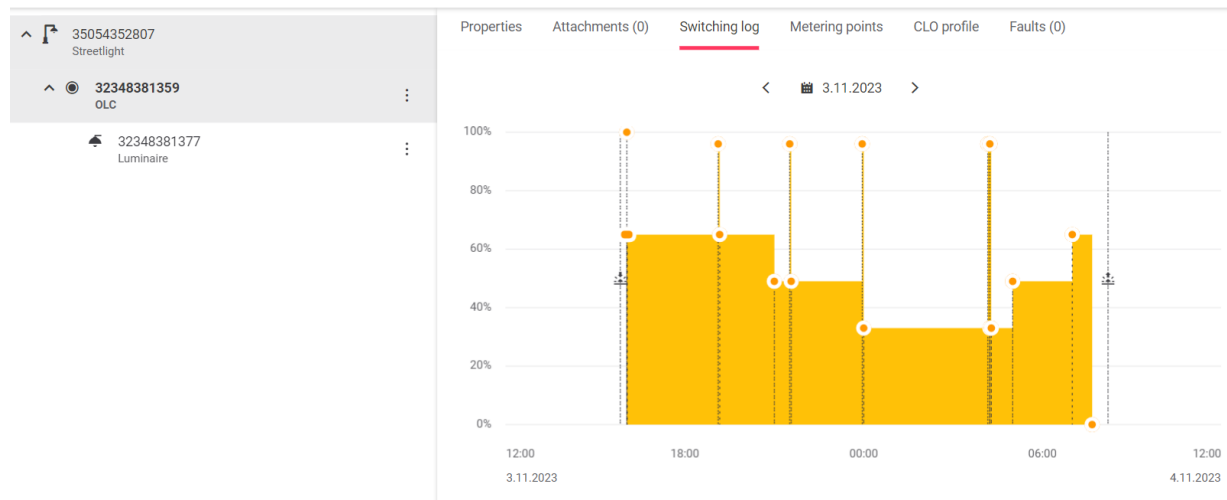 35054352807
Streetlight
32348381359
OLC
32348381377
Luminaire
Properties Attachments (0) Switching log Metering points CLO profile Faults (0)
3.11.2023
100%
80%
60%
40%
20%
0%
12:00 18:00 00:00 06:00 12:00
3.11.2023 4.11.2023